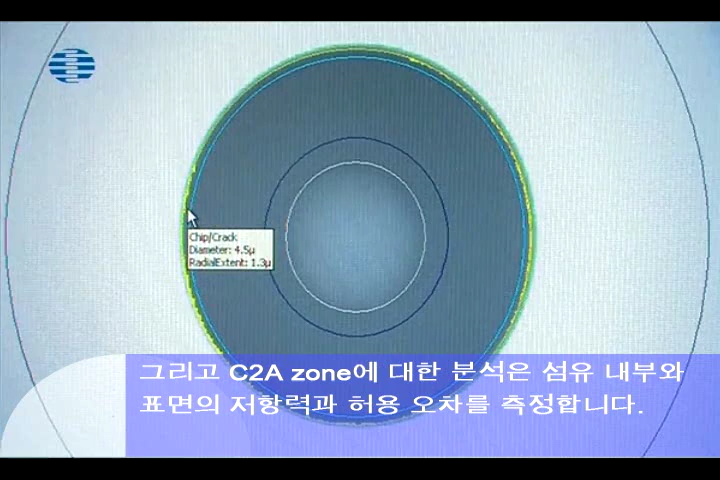 Chip/Crack
Diameter: 4.5µ
RadialExtent: 1.3µ
그리고 C2A zone에 대한 분석은 섬유 내부와
표면의 저항력과 허용 오차를 측정합니다.